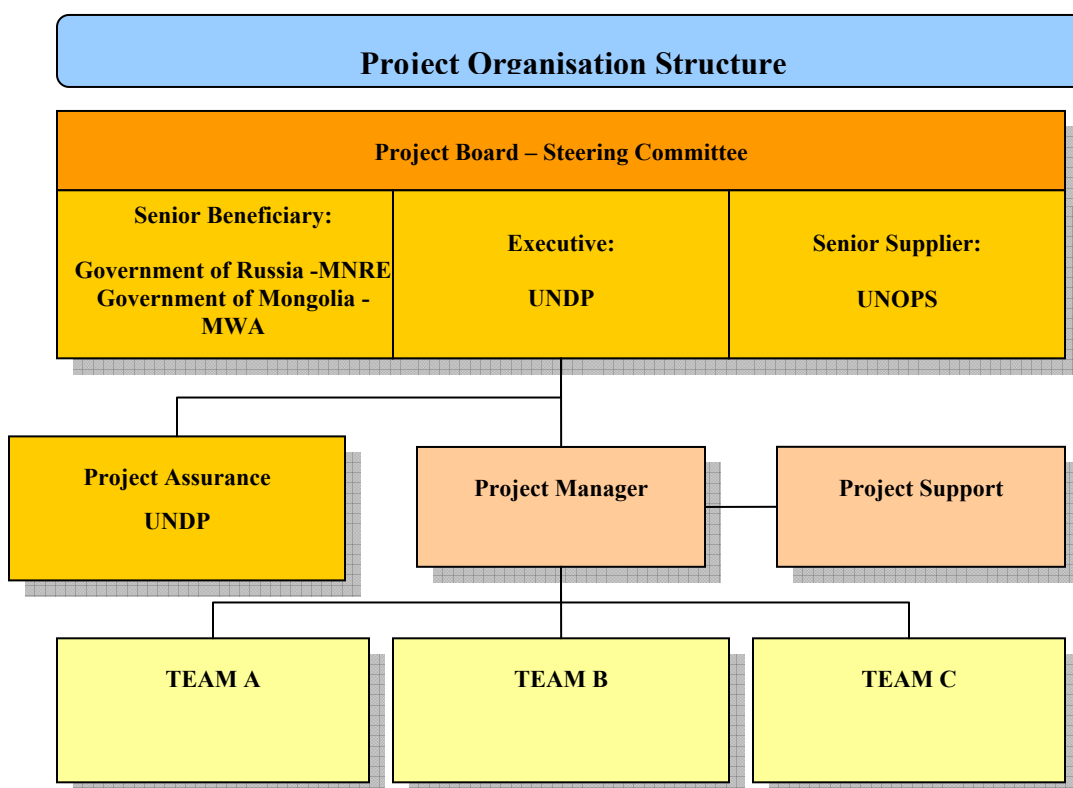 Project Organisation Structure
Project Board – Steering Committee
Senior Beneficiary:
Government of Russia -MNRE
Government of Mongolia -
MWA
Executive:
UNDP
Senior Supplier:
UNOPS
Project Assurance
UNDP
Project Manager
Project Support
TEAM A
TEAM B
TEAM C